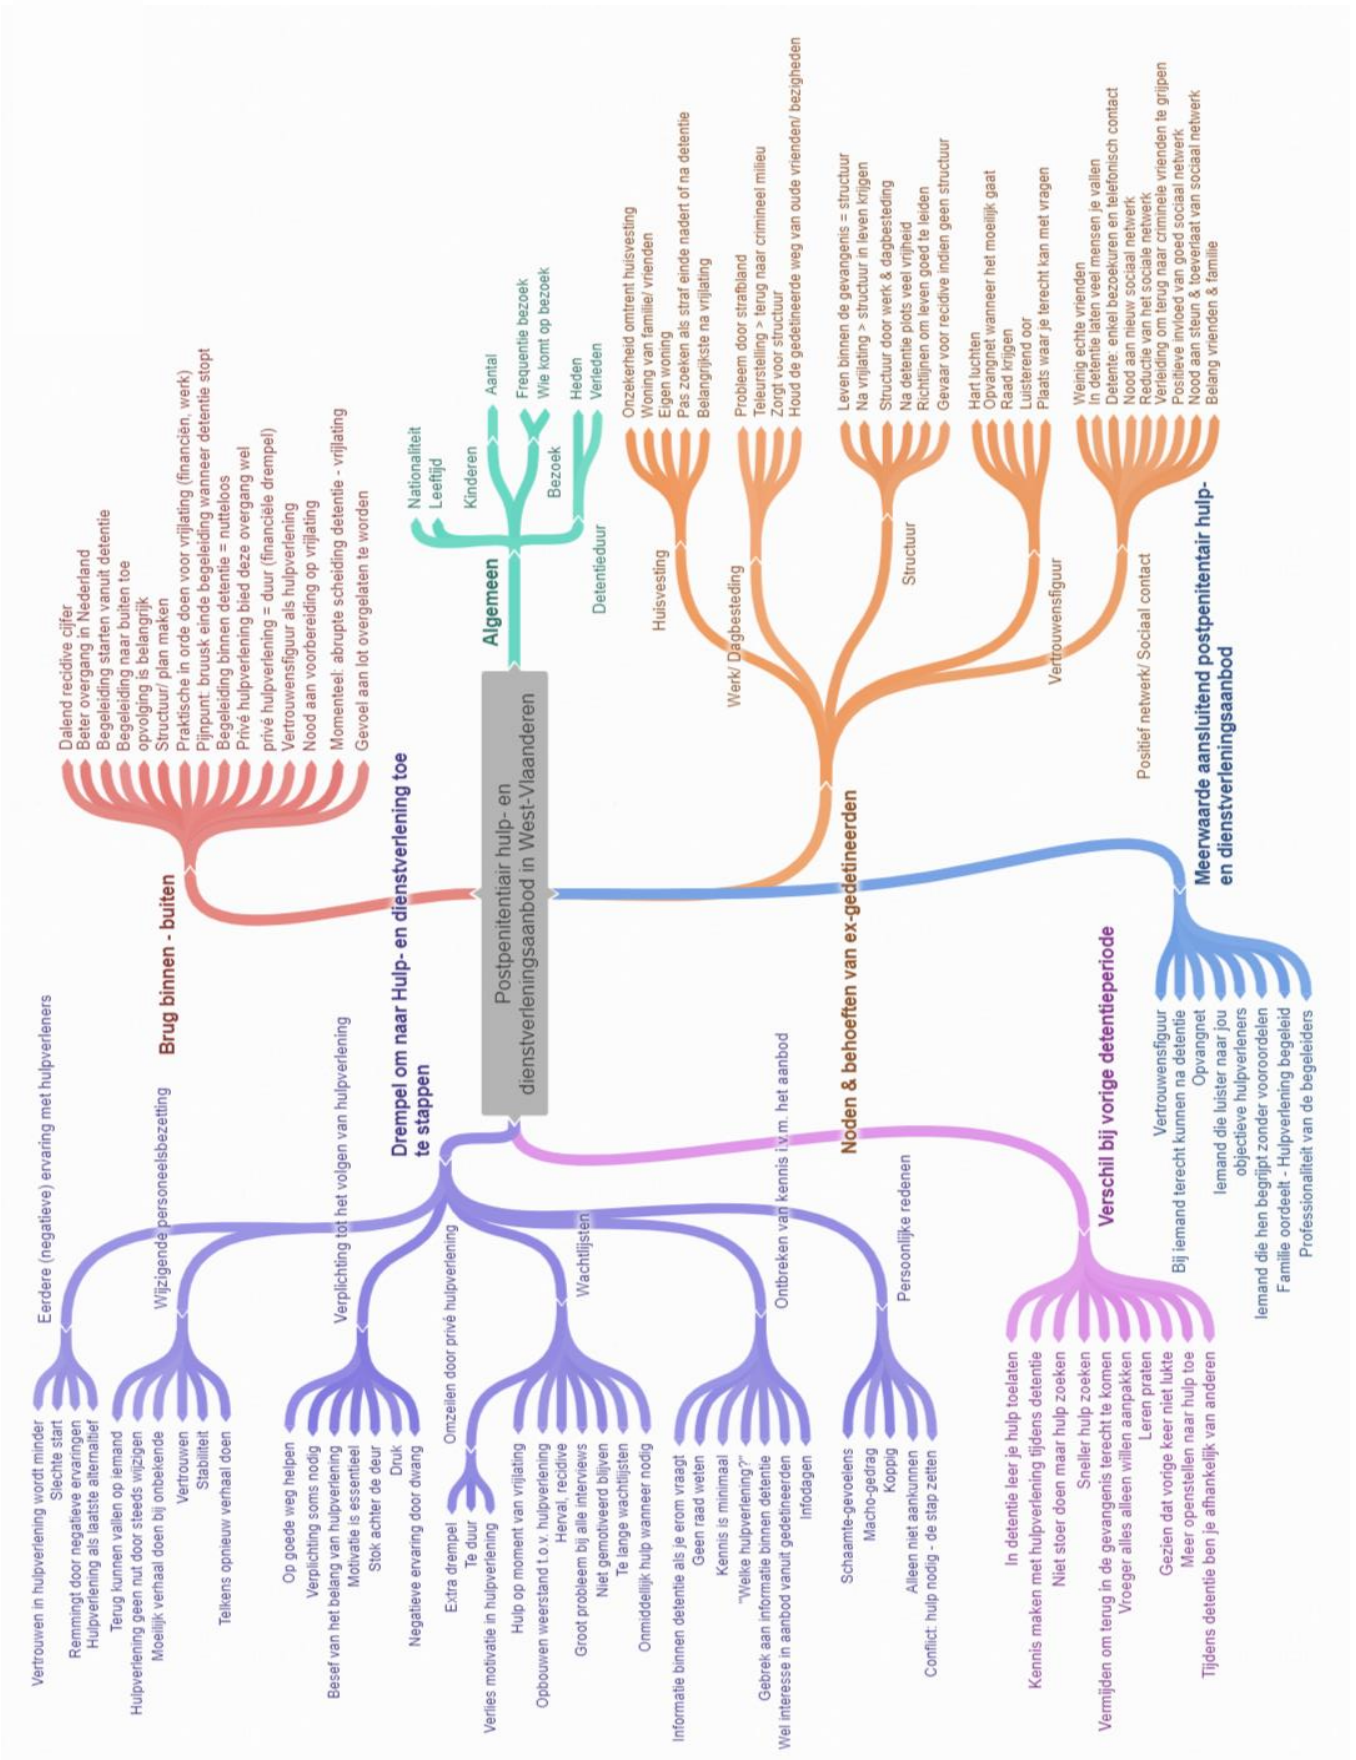 Postpenitentiair hulp- en
dienstverleningsaanbod in West-Vlaanderen
Brug binnen - buiten
Dalend recidive cijfer
Beter overgang in Nederland
Begeleiding starten vanuit detentie
Begeleiding naar buiten toe
opvolging is belangrijk
Structuur/ plan maken
Praktische in orde doen voor vrijlating (financiën, werk)
Pijnpunt: bruusk einde begeleiding wanneer detentie stopt
Begeleiding binnen detentie = nutteloos
Privé hulpverlening bied deze overgang wel
privé hulpverlening = duur (financiële drempel)
Vertrouwensfiguur als hulpverlening
Nood aan voorbereiding op vrijlating
Momenteel: abrupte scheiding detentie - vrijlating
Gevoel aan lot overgelaten te worden
Algemeen
Nationaliteit
Leeftijd
Kinderen
Aantal
Bezoek
Frequentie bezoek
Wie komt op bezoek
Detentieduur
Heden
Verleden
Noden & behoeften van ex-gedetineerden
Huisvesting
Onzekerheid omtrent huisvesting
Woning van familie/ vrienden
Eigen woning
Pas zoeken als straf einde nadert of na detentie
Belangrijkste na vrijlating
Werk/ Dagbesteding
Probleem door strafbland
Teleurstelling > terug naar crimineel milieu
Zorgt voor structuur
Houd de gedetineerde weg van oude vrienden/ bezigheden
Structuur
Leven binnen de gevangenis = structuur
Na vrijlating > structuur in leven krijgen
Structuur door werk & dagbesteding
Na detentie plots veel vrijheid
Richtlijnen om leven goed te leiden
Gevaar voor recidive indien geen structuur
Vertrouwensfiguur
Hart luchten
Opvangnet wanneer het moeilijk gaat
Raad krijgen
Luisterend oor
Plaats waar je terecht kan met vragen
Positief netwerk/ Sociaal contact
Weinig echte vrienden
In detentie laten veel mensen je vallen
Detente: enkel bezoekuren en telefonisch contact
Nood aan nieuw sociaal netwerk
Reductie van het sociale netwerk
Verleiding om terug naar criminele vrienden te grijpen
Positieve invloed van goed sociaal netwerk
Nood aan steun & toeverlaat van sociaal netwerk
Belang vrienden & familie
Meerwaarde aansluitend postpenitentair hulp-
en dienstverleningsaanbod
Vertrouwensfiguur
Bij iemand terecht kunnen na detentie
Opvangnet
Iemand die luister naar jou
objectieve hulpverleners
Iemand die hen begrijpt zonder vooroordelen
Familie oordeelt - Hulpverlening begeleid
Professionaliteit van de begeleiders
Drempel om naar Hulp- en dienstverlening toe
te stappen
Eerdere (negatieve) ervaring met hulpverleners
Vertrouwen in hulpverlening wordt minder
Slechte start
Remmingt door negatieve ervaringen
Hulpverlening als laatste alternaltief
Wijzigende personeelsbezetting
Terug kunnen vallen op iemand
Hulpverlening geen nut door steeds wijzigen
Moeilijk verhaal doen bij onbekende
Vertrouwen
Stabiliteit
Telkens opnieuw verhaal doen
Verplichting tot het volgen van hulpverlening
Op goede weg helpen
Verplichting soms nodig
Besef van het belang van hulpverlening
Motivatie is essentieel
Stok achter de deur
Druk
Negatieve ervaring door dwang
Wachtlijsten
Omzeilen door privé hulpverlening
Extra drempel
Te duur
Verlies motivatie in hulpverlening
Hulp op moment van vrijlating
Opbouwen weerstand t.o.v. hulpverlening
Herval, recidive
Groot probleem bij alle interviews
Niet gemotiveerd blijven
Te lange wachtlijsten
Onmiddellijk hulp wanneer nodig
Ontbreken van kennis i.v.m. het aanbod
Informatie binnen detentie als je erom vraagt
Geen raad weten
Kennis is minimaal
"Welke hulpverlening?"
Gebrek aan informatie binnen detentie
Wel interesse in aanbod vanuit gedetineerden
Infodagen
Persoonlijke redenen
Schaamte-gevoelens
Macho-gedrag
Koppig
Alleen niet aankunnen
Conflict: hulp nodig - de stap zetten
Verschil bij vorige detentieperiode
In detentie leer je hulp toelaten
Kennis maken met hulpverlening tijdens detentie
Niet stoer doen maar hulp zoeken
Sneller hulp zoeken
Vermijden om terug in de gevangenis terecht te komen
Vroeger alles alleen willen aanpakken
Leren praten
Gezien dat vorige keer niet lukte
Meer openstellen naar hulp toe
Tijdens detentie ben je afhankelijk van anderen